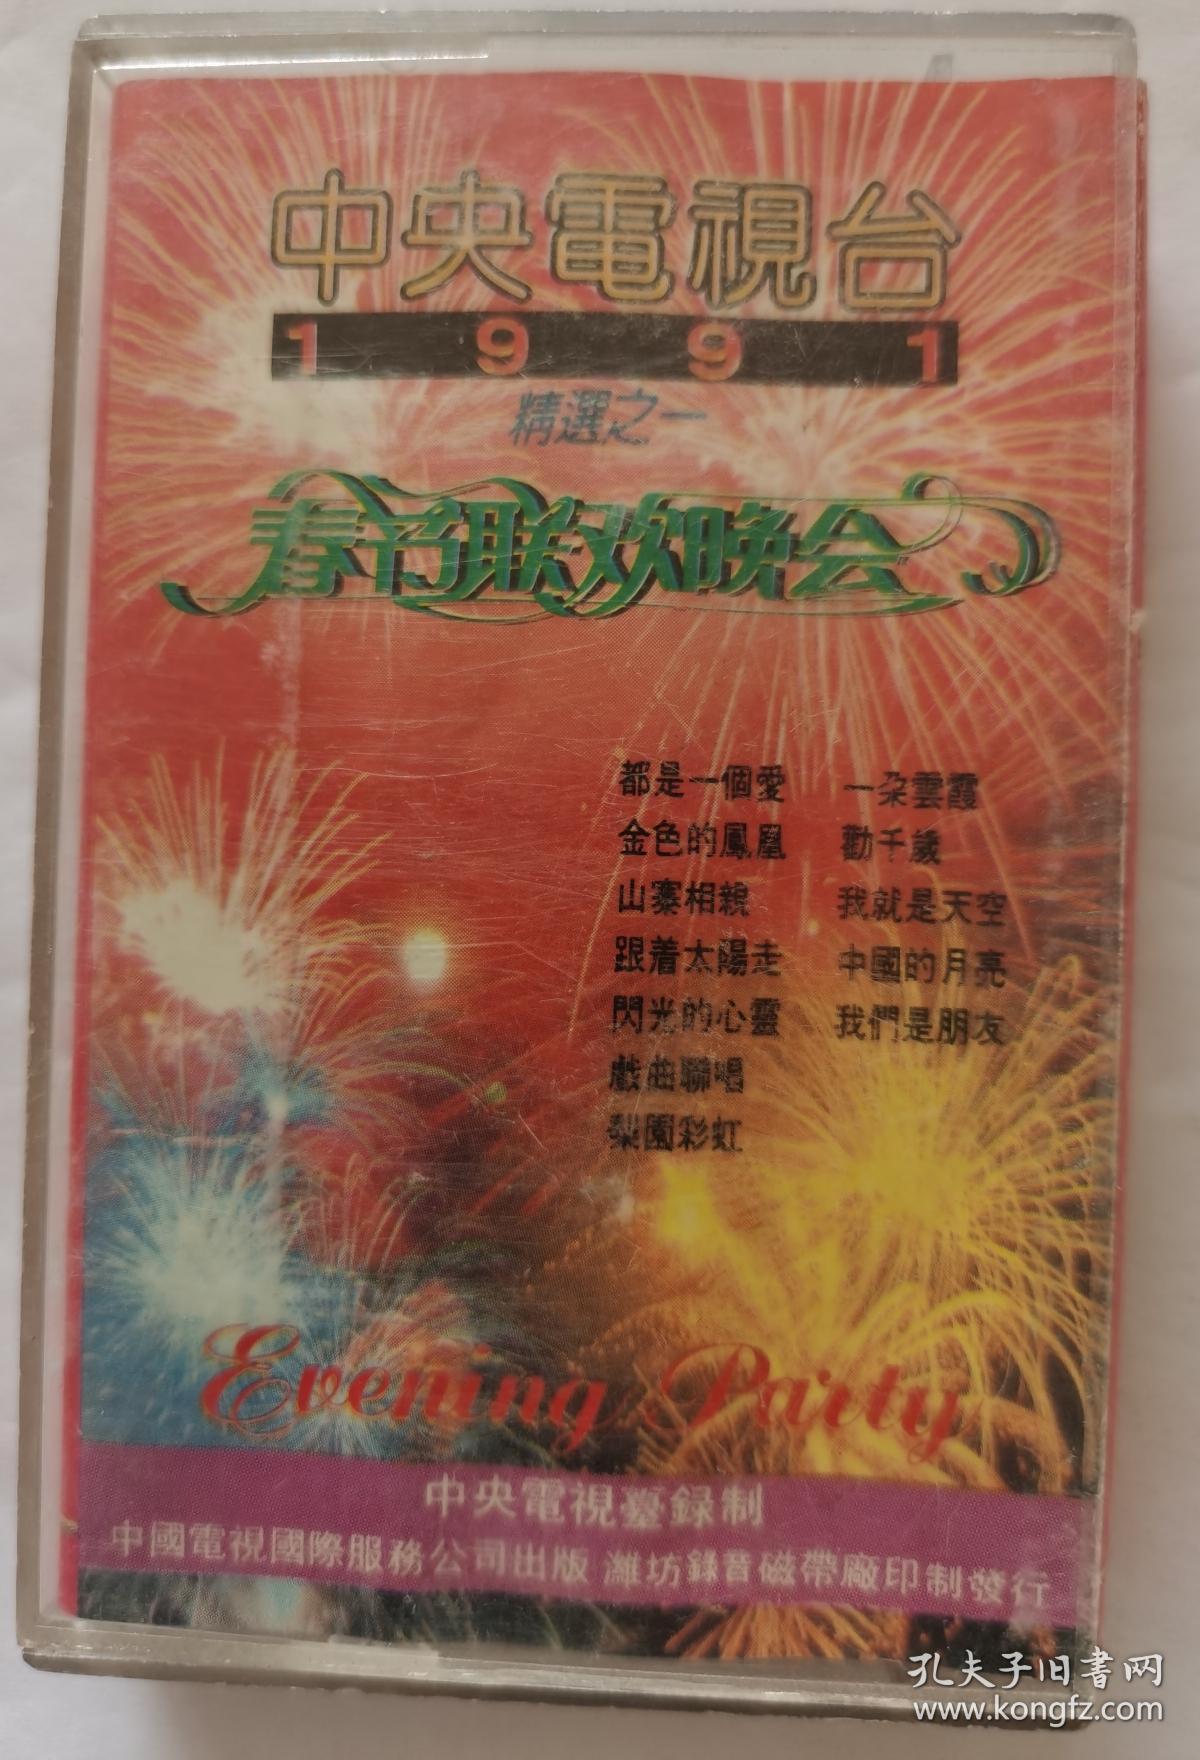 中央電視台
1991
精選之一
春节联欢晚会
都是一個愛
金色的鳳凰
山寨相親
跟着太陽走
閃光的心靈
戲曲聯唱
梨園彩虹
一朵雲霞
勸千歲
我就是天空
中國的月亮
我們是朋友
Evening Party
中央電視臺録制
中國電視國際服務公司出版 濰坊錄音磁帶廠印制發行
孔夫子旧書网
www.kongfz.com